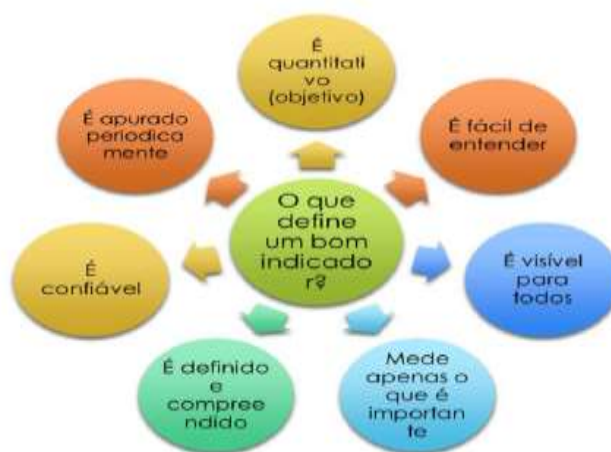 É
quantitati
vo
(objetivo)
É fácil de
entender
É visível
para
todos
Mede
apenas o
que é
importan
te
É definido
e
compree
ndido
É
confiável
É apurado
periodica
mente
O que
define
um bom
indicado
r?